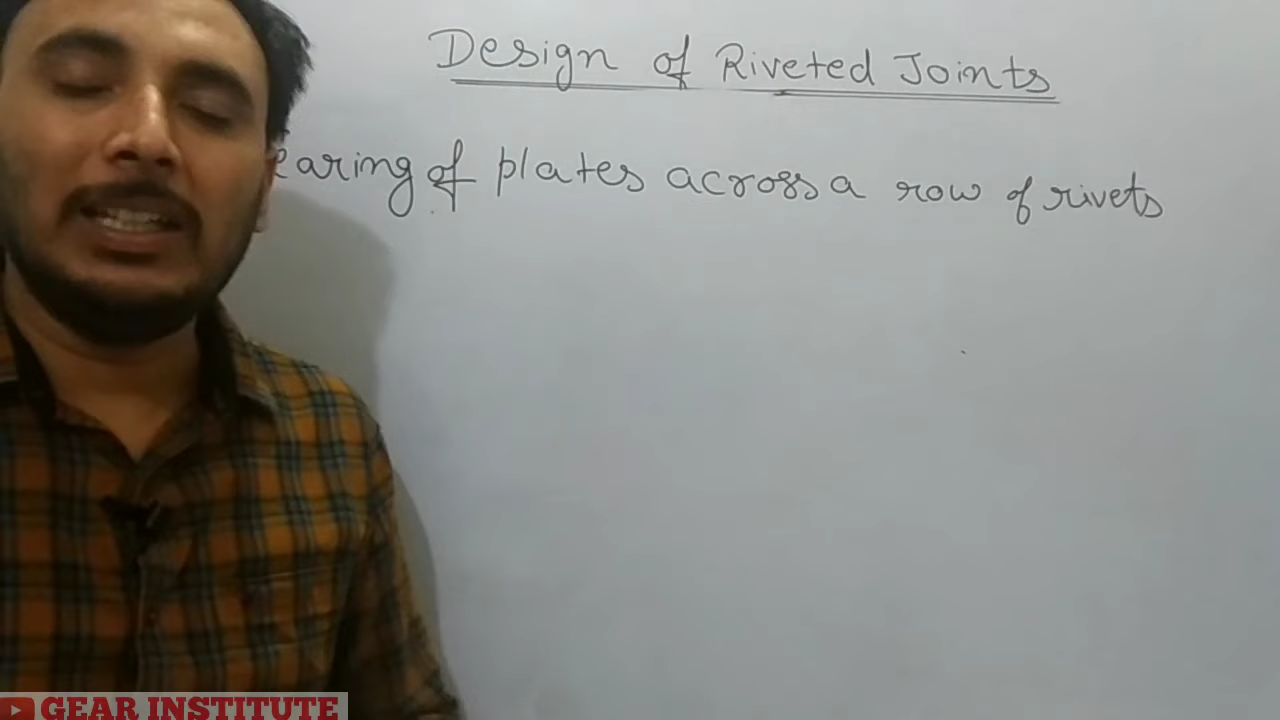 Design of Riveted Joints
earing of plates across a row of rivets
GEAR INSTITUTE